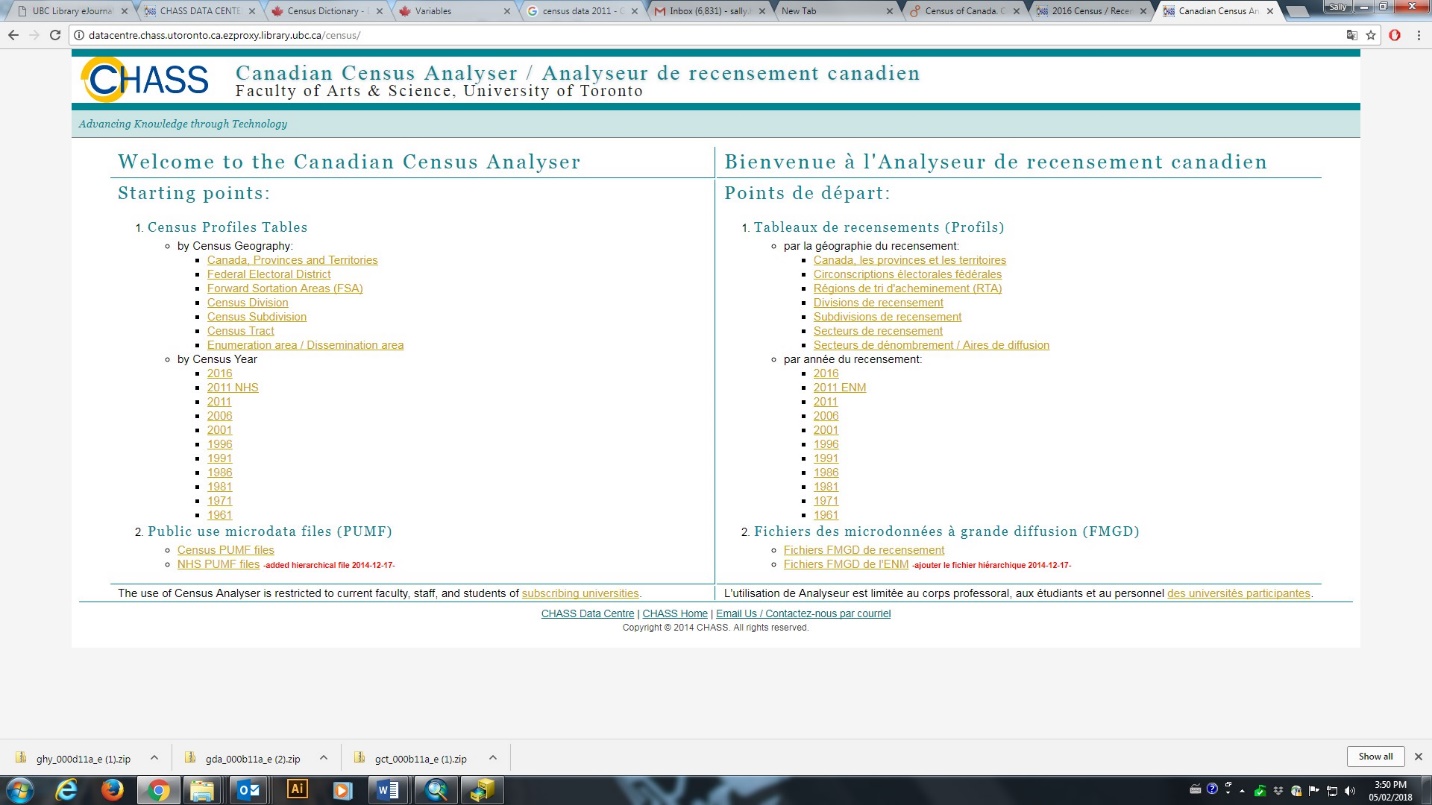 UBC Library eJourna
CHASS DATA CENTE
Census Dictionary -
Variables
census data 2011 - G
Inbox (6,831) - sally.
New Tab
Census of Canada, C
2016 Census / Recen
Canadian Census An
Sally
datacentre.chass.utoronto.ca.ezproxy.library.ubc.ca/census/
CHASS
Canadian Census Analyser / Analyseur de recensement canadien
Faculty of Arts & Science, University of Toronto
Advancing Knowledge through Technology
Welcome to the Canadian Census Analyser
Starting points:
1. Census Profiles Tables
by Census Geography:
Canada, Provinces and Territories
Federal Electoral District
Forward Sortation Areas (FSA)
Census Division
Census Subdivision
Census Tract
Enumeration area / Dissemination area
by Census Year
2016
2011 NHS
2011
2006
2001
1996
1991
1986
1981
1971
1961
2. Public use microdata files (PUMF)
Census PUMF files
NHS PUMF files -added hierarchical file 2014-12-17-
The use of Census Analyser is restricted to current faculty, staff, and students of subscribing universities.
Bienvenue à l'Analyseur de recensement canadien
Points de départ:
1. Tableaux de recensements (Profils)
par la géographie du recensement:
Canada, les provinces et les territoires
Circonscriptions électorales fédérales
Régions de tri d'acheminement (RTA)
Divisions de recensement
Subdivisions de recensement
Secteurs de recensement
Secteurs de dénombrement / Aires de diffusion
par année du recensement:
2016
2011 ENM
2011
2006
2001
1996
1991
1986
1981
1971
1961
2. Fichiers des microdonnées à grande diffusion (FMGD)
Fichiers FMGD de recensement
Fichiers FMGD de l'ENM -ajouter le fichier hiérarchique 2014-12-17-
L'utilisation de Analyseur est limitée au corps professoral, aux étudiants et au personnel des universités participantes.
CHASS Data Centre | CHASS Home | Email Us / Contactez-nous par courriel
Copyright © 2014 CHASS. All rights reserved.
ghy_000d11a_e (1).zip
gda_000b11a_e (2).zip
gct_000b11a_e (1).zip
Show all
Ai
3:50 PM
05/02/2018